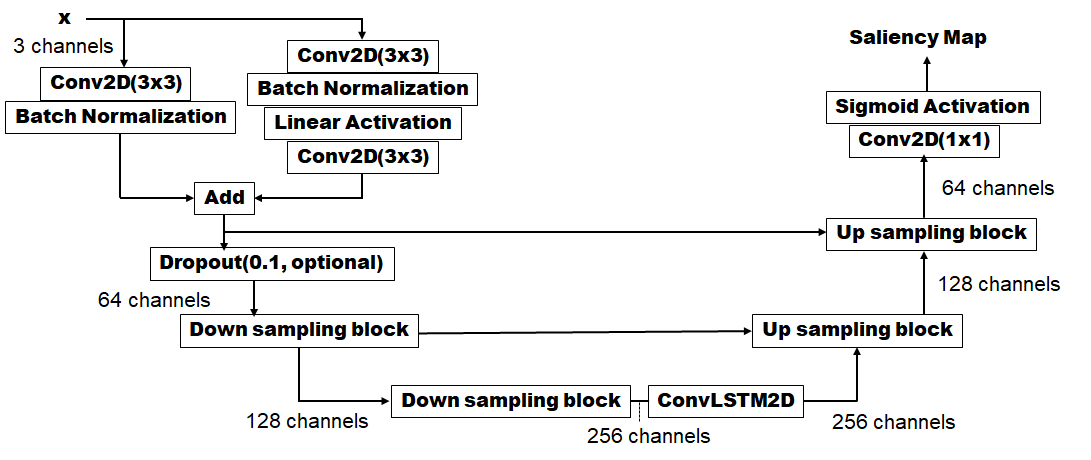 x
3 channels
Conv2D(3x3)
Batch Normalization
Conv2D(3x3)
Batch Normalization
Linear Activation
Conv2D(3x3)
Add
Dropout(0.1, optional)
64 channels
Down sampling block
128 channels
Down sampling block
256 channels
ConvLSTM2D
256 channels
Up sampling block
128 channels
Up sampling block
64 channels
Conv2D(1x1)
Sigmoid Activation
Saliency Map